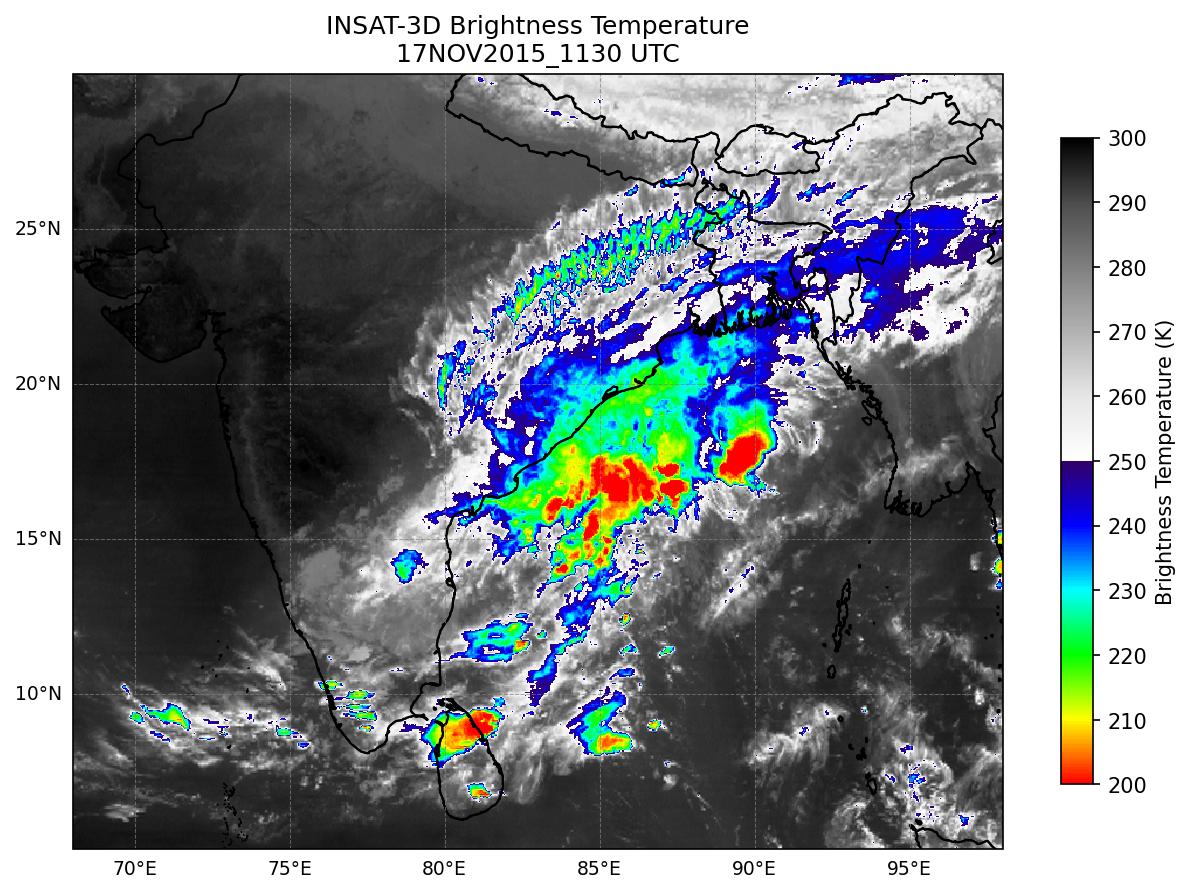 INSAT-3D Brightness Temperature
17NOV2015_1130 UTC
25°N
20°N
15°N
10°N
70°E
75°E
80°E
85°E
90°E
95°E
300
290
280
270
260
250
240
230
220
210
200
Brightness Temperature (K)